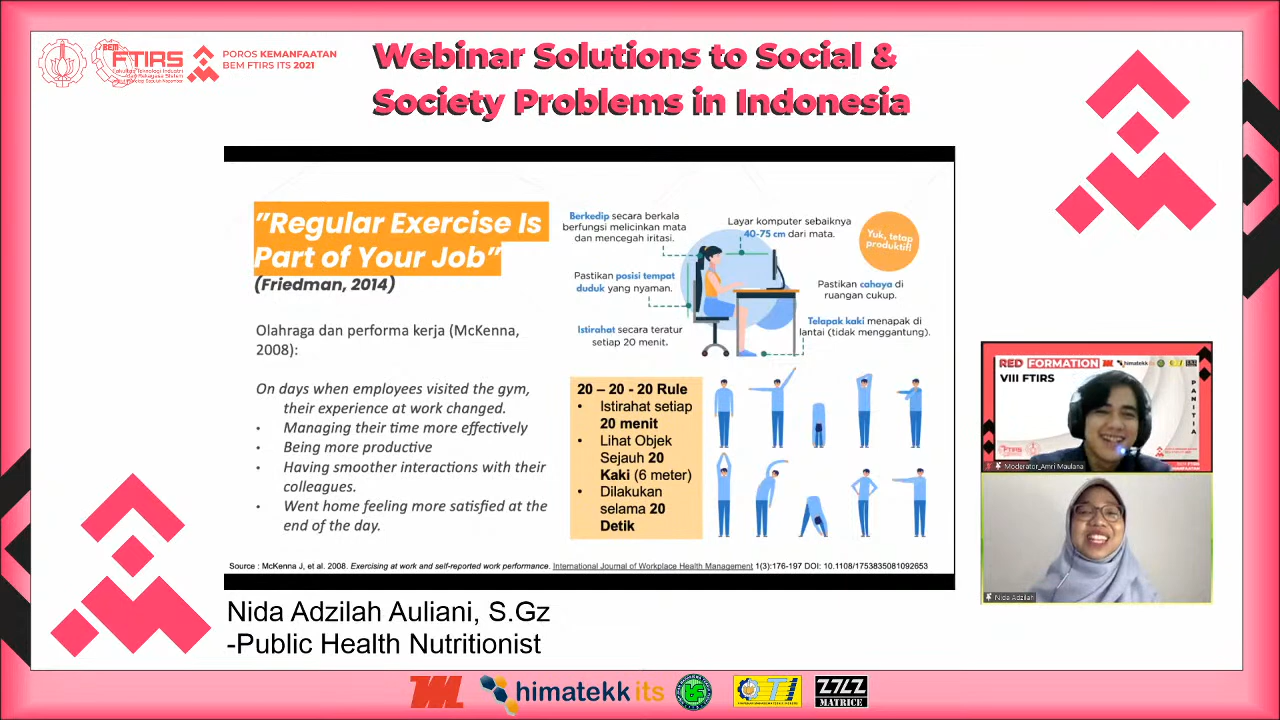 BEM
FTIRS
POROS KEMANFAATAN
BEM FTIRS ITS 2021
Webinar Solutions to Social &
Society Problems in Indonesia
"Regular Exercise Is
Part of Your Job"
(Friedman, 2014)
Olahraga dan performa kerja (McKenna,
2008):
On days when employees visited the gym,
their experience at work changed.
• Managing their time more effectively
• Being more productive
• Having smoother interactions with their
colleagues.
• Went home feeling more satisfied at the
end of the day.
Berkedip secara berkala
berfungsi melicinkan mata
dan mencegah iritasi.
Layar komputer sebaiknya
40-75 cm dari mata.
Yuk, tetap
produktif!
Pastikan posisi tempat
duduk yang nyaman.
Pastikan cahaya di
ruangan cukup.
Istirahat secara teratur
setiap 20 menit.
Telapak kaki menapak di
lantai (tidak menggantung).
20 – 20 - 20 Rule
• Istirahat setiap
20 menit
• Lihat Objek
Sejauh 20
Kaki (6 meter)
• Dilakukan
selama 20
Detik
Source : McKenna J, et al. 2008. Exercising at work and self-reported work performance. International Journal of Workplace Health Management 1(3):176-197 DOI: 10.1108/17538350810926​53
RED FORMATION
himatekk its
VIII FTIRS
PANITIA
FTIRS
Moderator_Amri Maulana
Nida Adzilah
Nida Adzilah Auliani, S.Gz
-Public Health Nutritionist
himatekk its
MATRICE